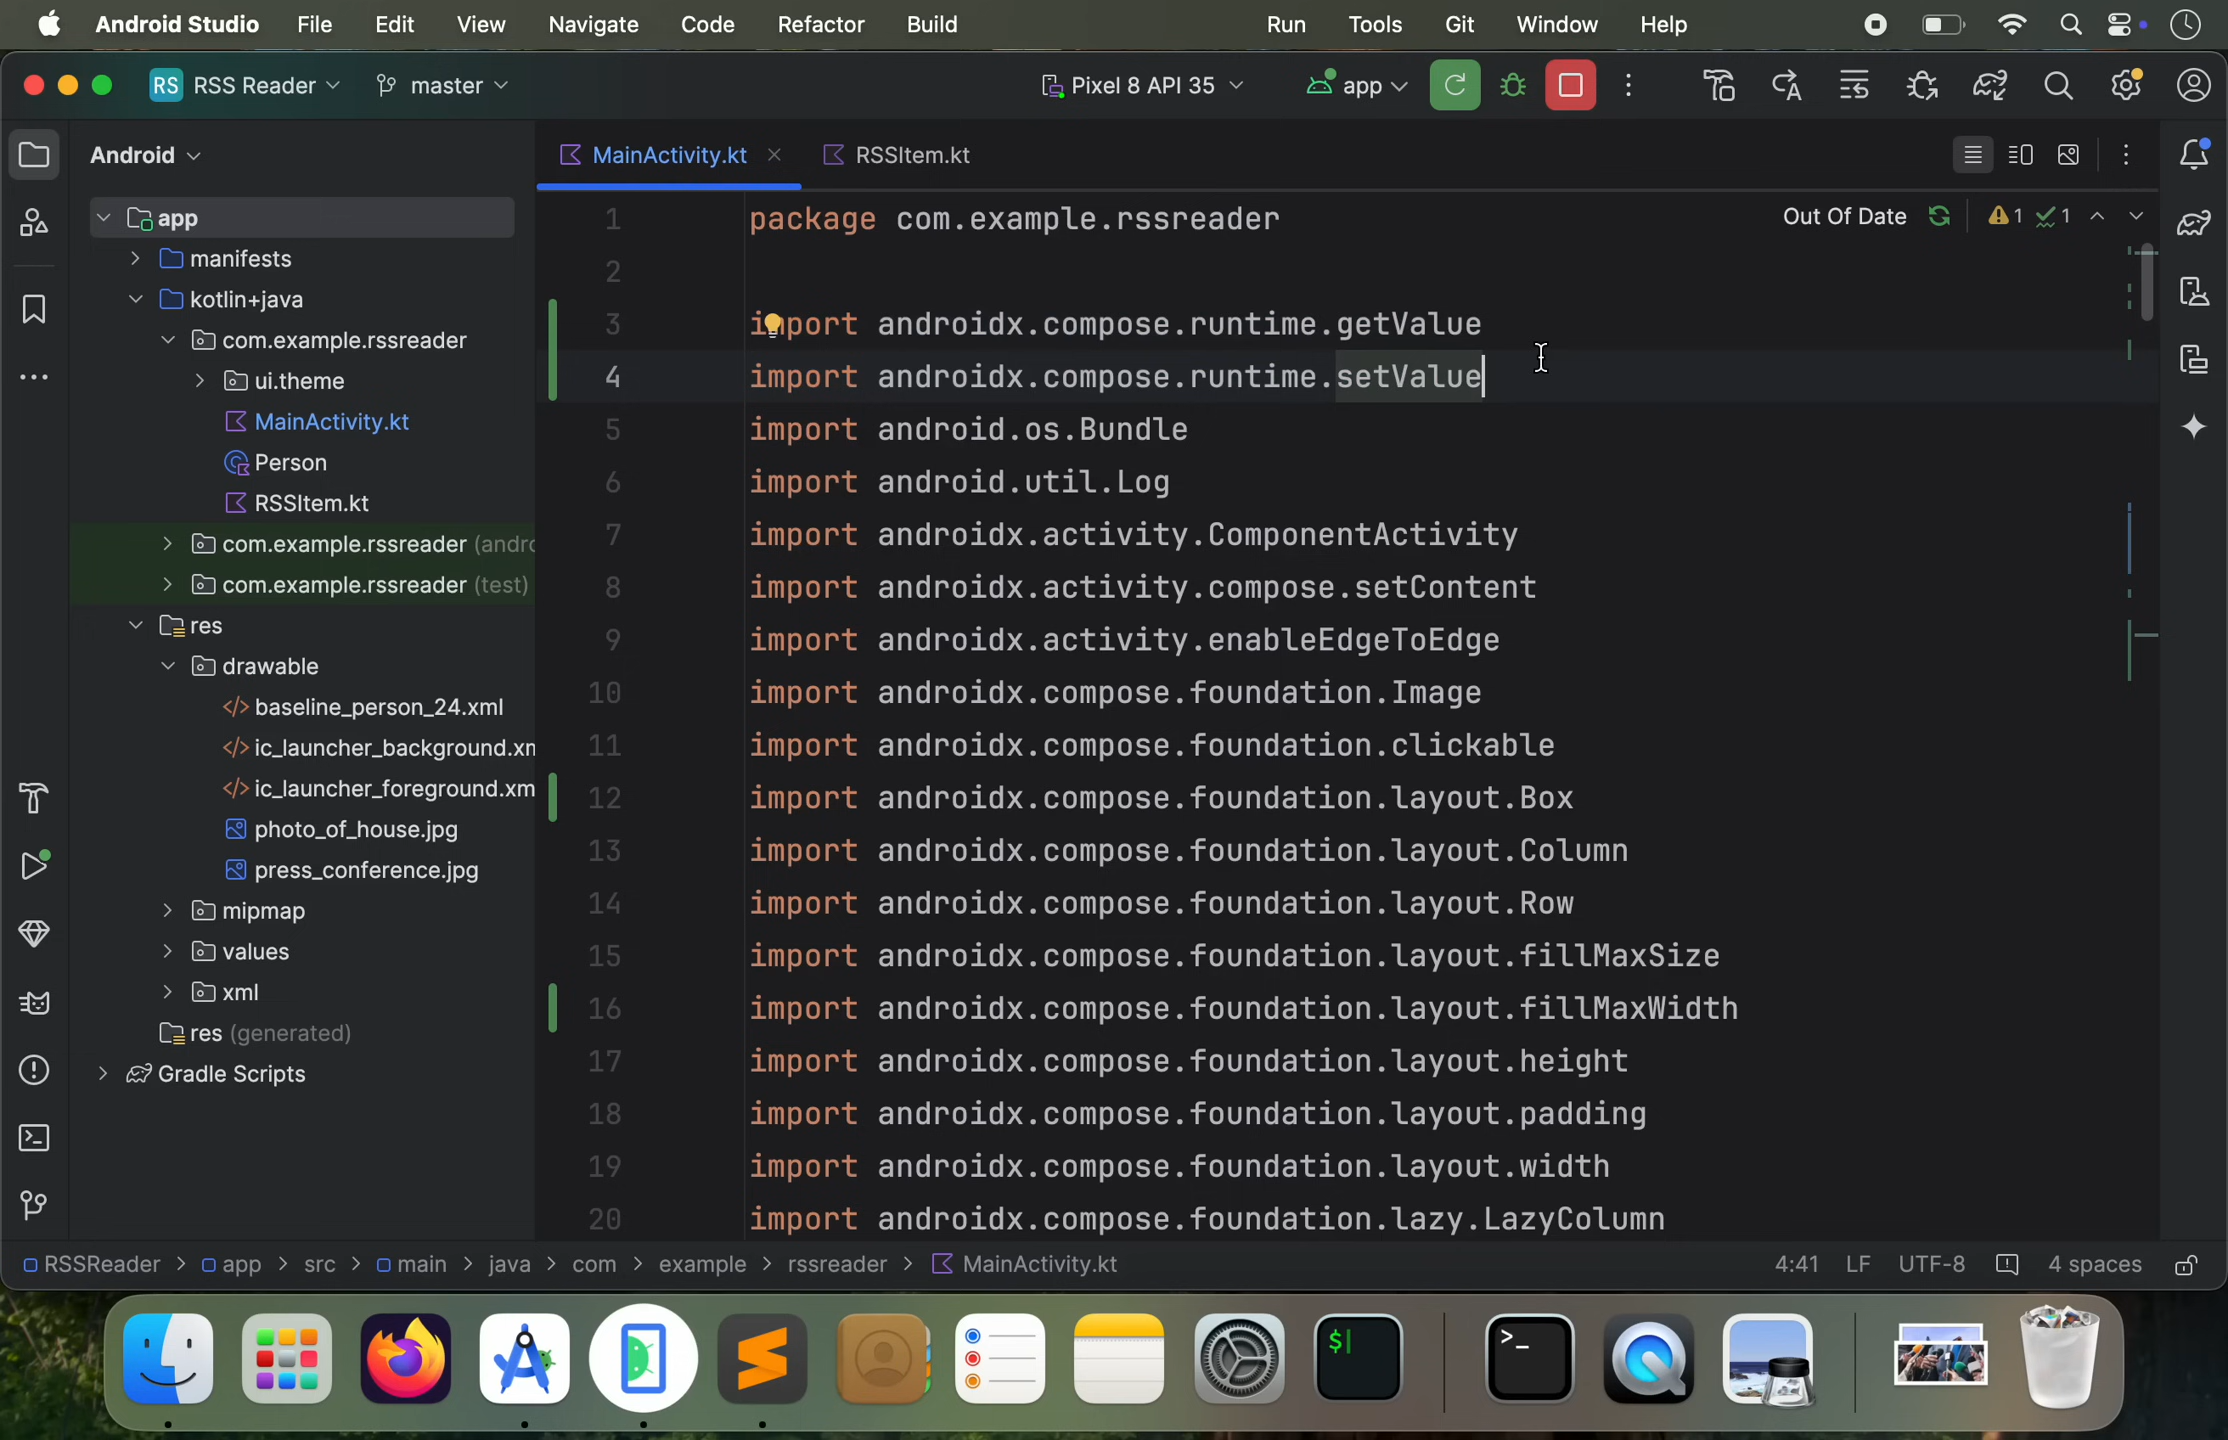 Android Studio File Edit View Navigate Code Refactor Build Run Tools Git Window Help
RS RSS Reader master Pixel 8 API 35 app
Android
MainActivity.kt RSSItem.kt
Out Of Date 1 1
app
manifests
kotlin+java
com.example.rssreader
ui.theme
MainActivity.kt
Person
RSSItem.kt
com.example.rssreader (andro
com.example.rssreader (test)
res
drawable
baseline_person_24.xml
ic_launcher_background.xm
ic_launcher_foreground.xm
photo_of_house.jpg
press_conference.jpg
mipmap
values
xml
res (generated)
Gradle Scripts
1 package com.example.rssreader
2
3 import androidx.compose.runtime.getValue
4 import androidx.compose.runtime.setValue
5 import android.os.Bundle
6 import android.util.Log
7 import androidx.activity.ComponentActivity
8 import androidx.activity.compose.setContent
9 import androidx.activity.enableEdgeToEdge
10 import androidx.compose.foundation.Image
11 import androidx.compose.foundation.clickable
12 import androidx.compose.foundation.layout.Box
13 import androidx.compose.foundation.layout.Column
14 import androidx.compose.foundation.layout.Row
15 import androidx.compose.foundation.layout.fillMaxSize
16 import androidx.compose.foundation.layout.fillMaxWidth
17 import androidx.compose.foundation.layout.height
18 import androidx.compose.foundation.layout.padding
19 import androidx.compose.foundation.layout.width
20 import androidx.compose.foundation.lazy.LazyColumn
RSSReader > app > src > main > java > com > example > rssreader > MainActivity.kt 4:41 LF UTF-8 4 spaces
$
>_